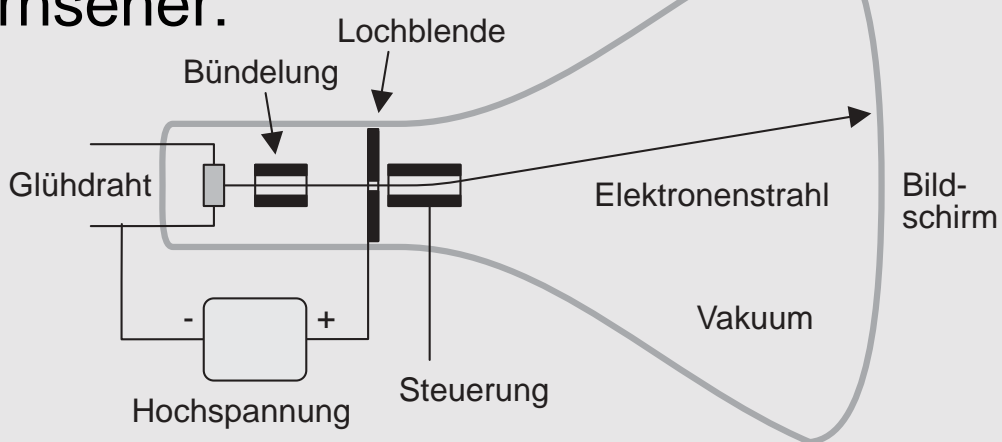 Lochblende
Bündelung
Glühdraht
Elektronenstrahl
Bild-
schirm
Vakuum
- +
Steuerung
Hochspannung